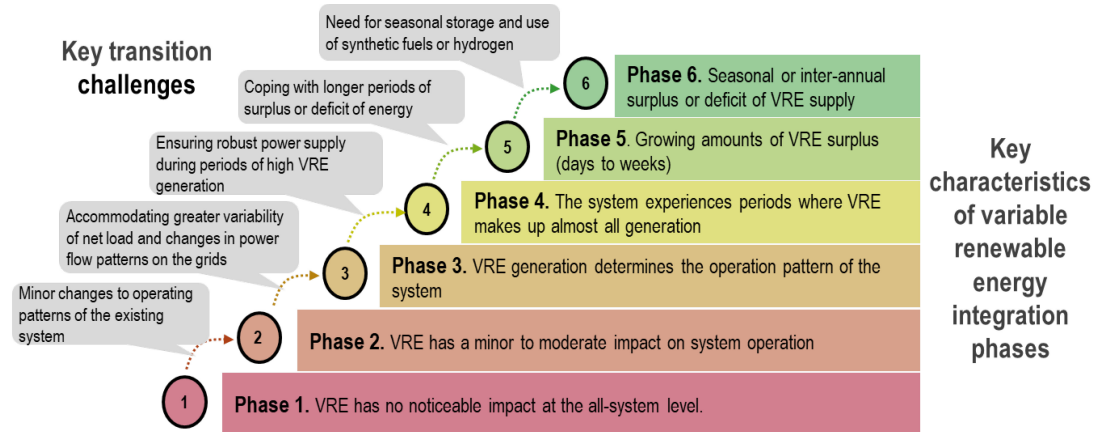 Key transition
challenges
Need for seasonal storage and use
of synthetic fuels or hydrogen
Coping with longer periods of
surplus or deficit of energy
Ensuring robust power supply
during periods of high VRE
generation
Accommodating greater variability
of net load and changes in power
flow patterns on the grids
Minor changes to operating
patterns of the existing
system
6
Phase 6. Seasonal or inter-annual
surplus or deficit of VRE supply
5
Phase 5. Growing amounts of VRE surplus
(days to weeks)
4
Phase 4. The system experiences periods where VRE
makes up almost all generation
3
Phase 3. VRE generation determines the operation pattern of the
system
2
Phase 2. VRE has a minor to moderate impact on system operation
1
Phase 1. VRE has no noticeable impact at the all-system level.
Key
characteristics
of variable
renewable
energy
integration
phases